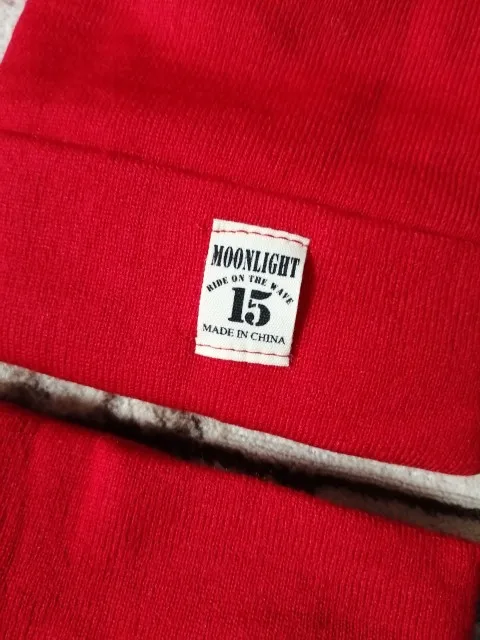 MOONLIGHT
RIDE ON THE WAVE
15
MADE IN CHINA